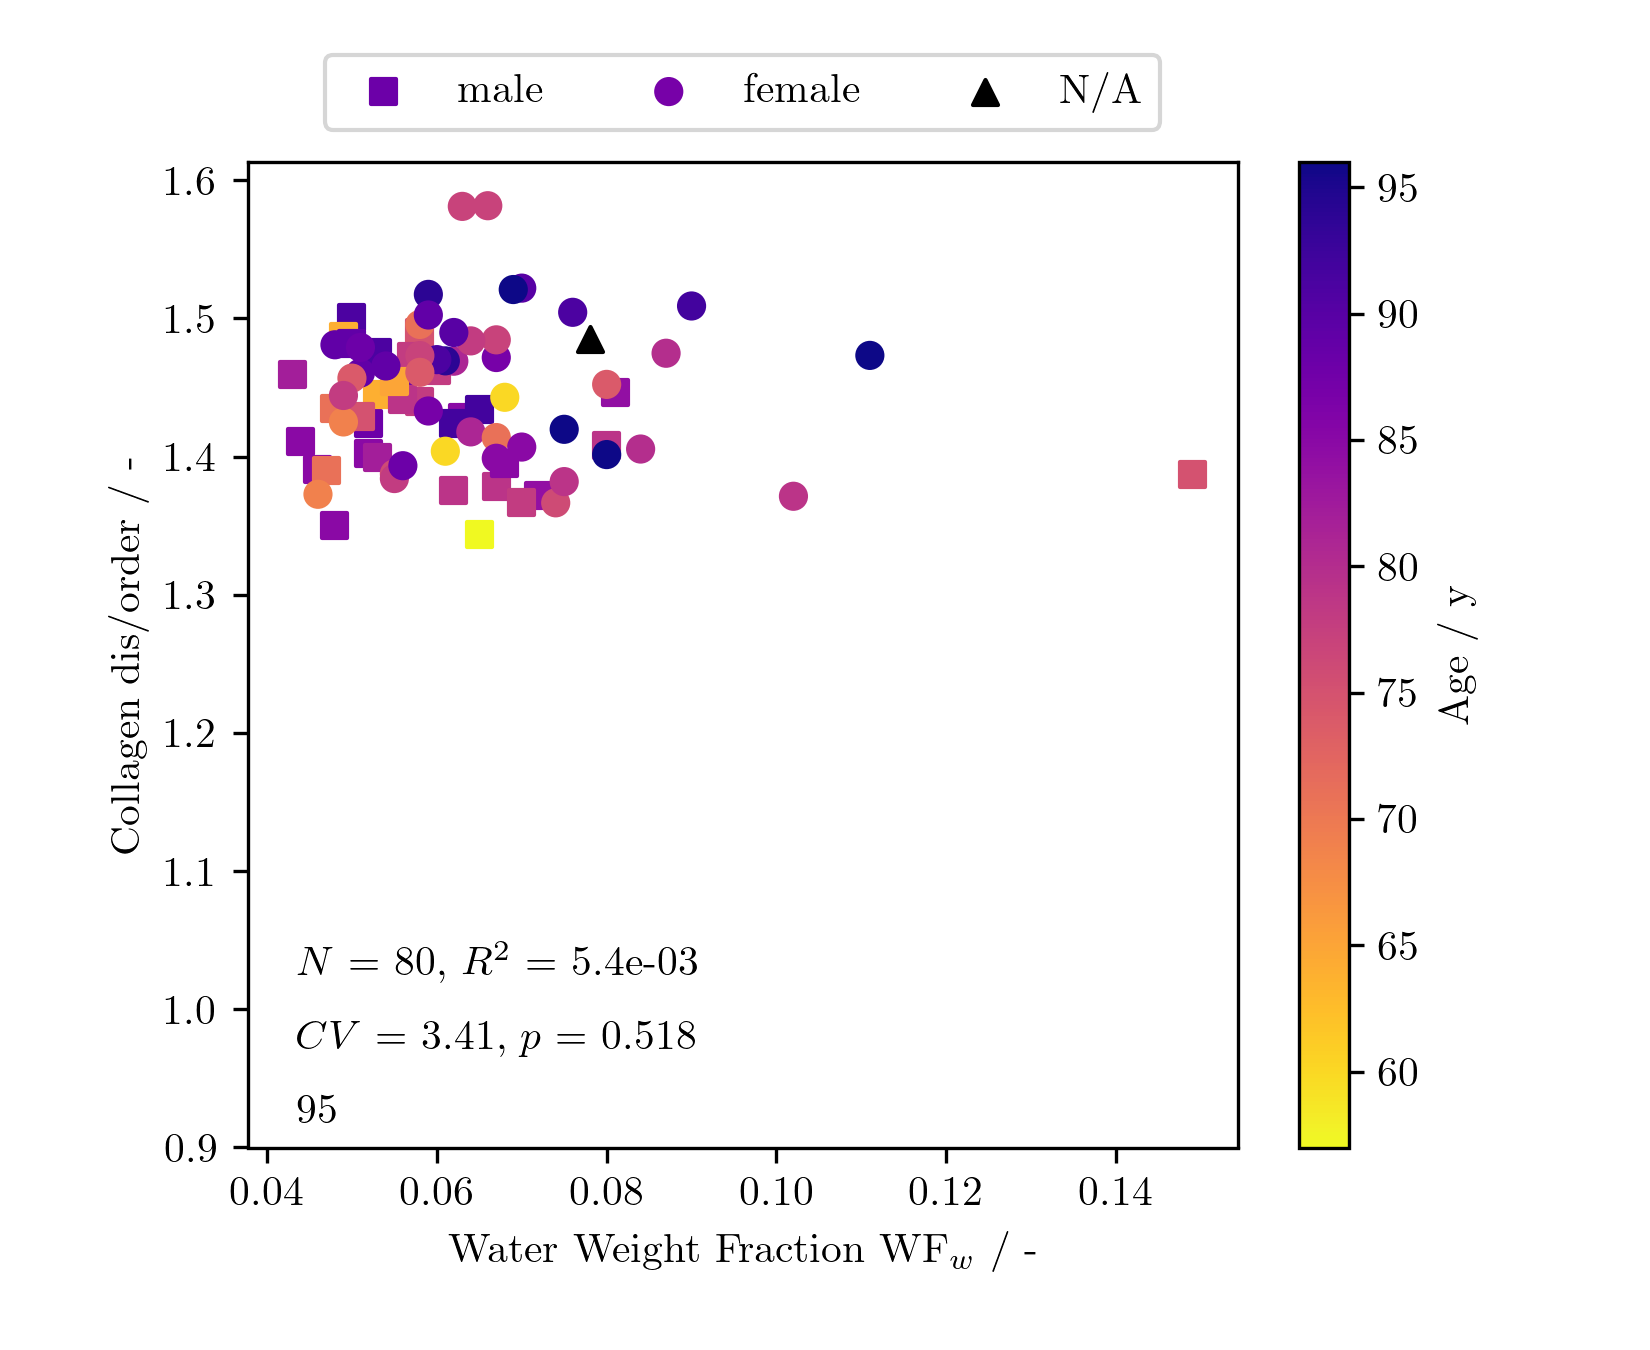 male female N/A
1.6
1.5
1.4
1.3
1.2
1.1
1.0
0.9
Collagen dis/order / -
N = 80, R² = 5.4e-03
CV = 3.41, p = 0.518
95
0.04 0.06 0.08 0.10 0.12 0.14
Water Weight Fraction WF_w / -
95
90
85
80
75
70
65
60
Age / y